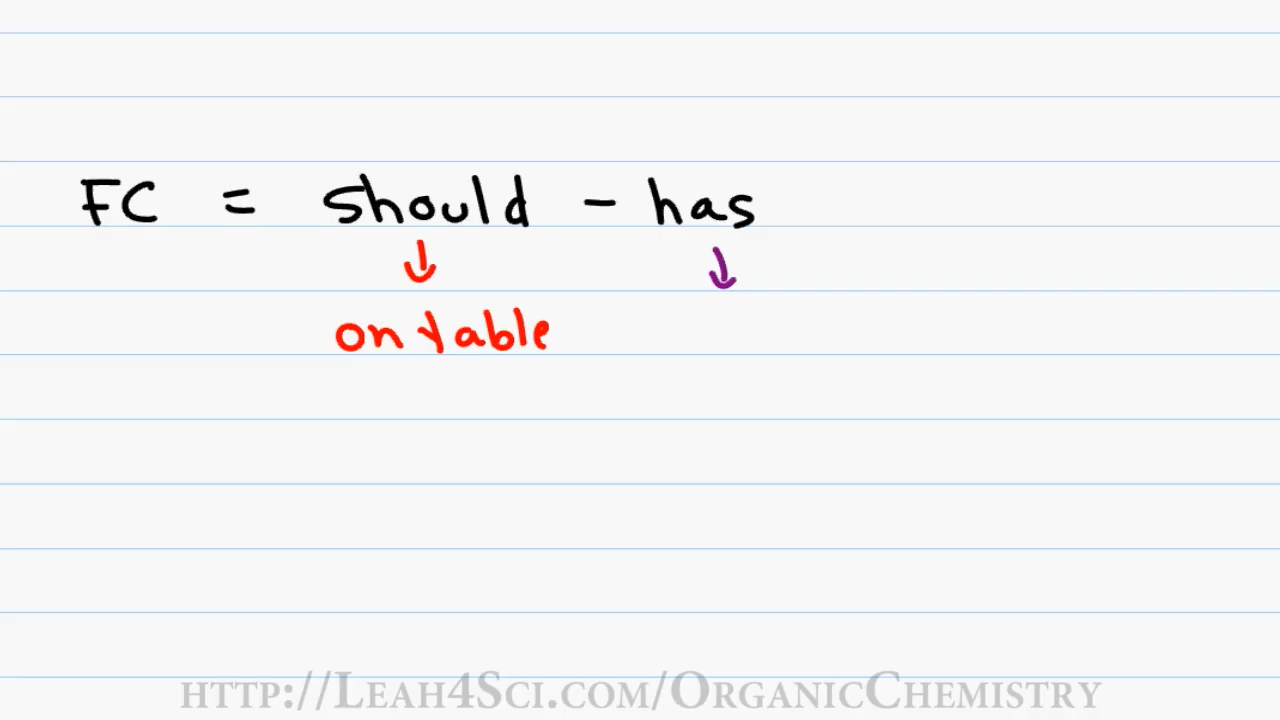 FC = Should - has
↓ ↓
on table
http://Leah4Sci.com/OrganicChemistry